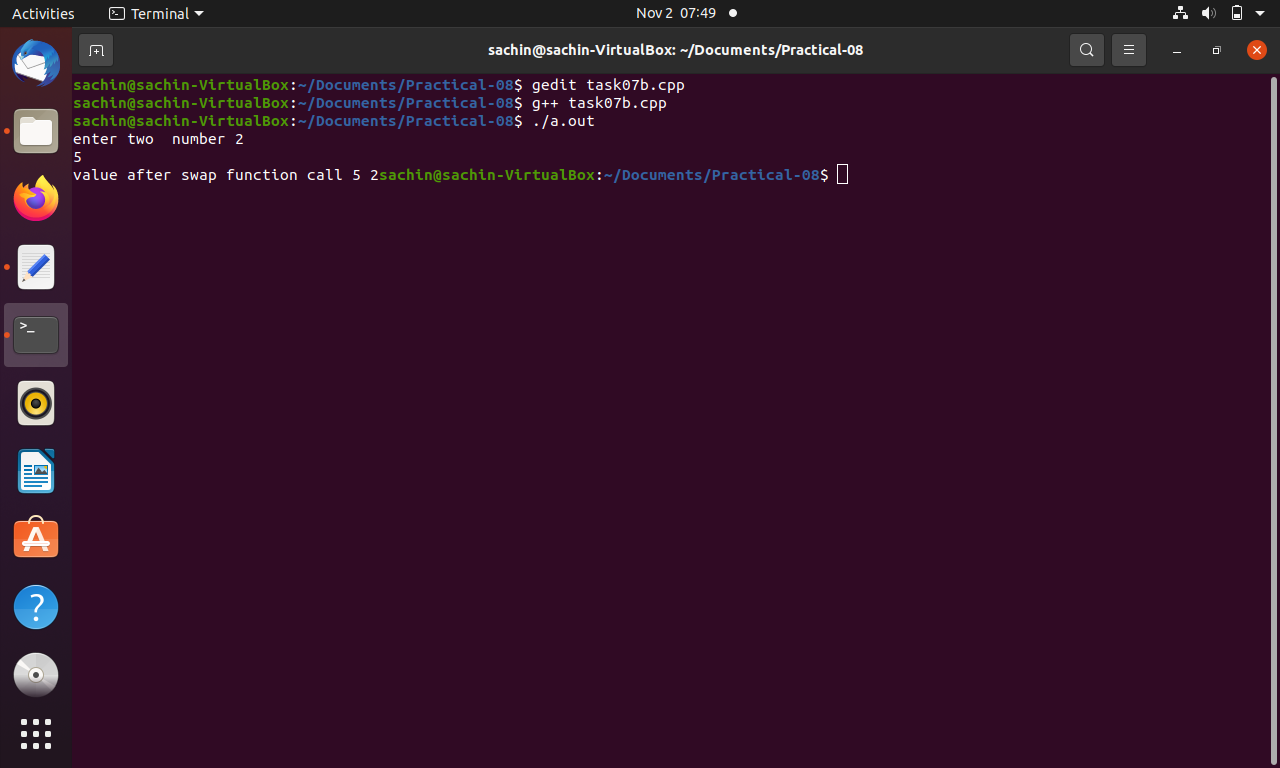 Activities Terminal Nov 2 07:49
sachin@sachin-VirtualBox: ~/Documents/Practical-08
sachin@sachin-VirtualBox:~/Documents/Practical-08$ gedit task07b.cpp
sachin@sachin-VirtualBox:~/Documents/Practical-08$ g++ task07b.cpp
sachin@sachin-VirtualBox:~/Documents/Practical-08$ ./a.out
enter two  number 2
5
value after swap function call 5 2sachin@sachin-VirtualBox:~/Documents/Practical-08$